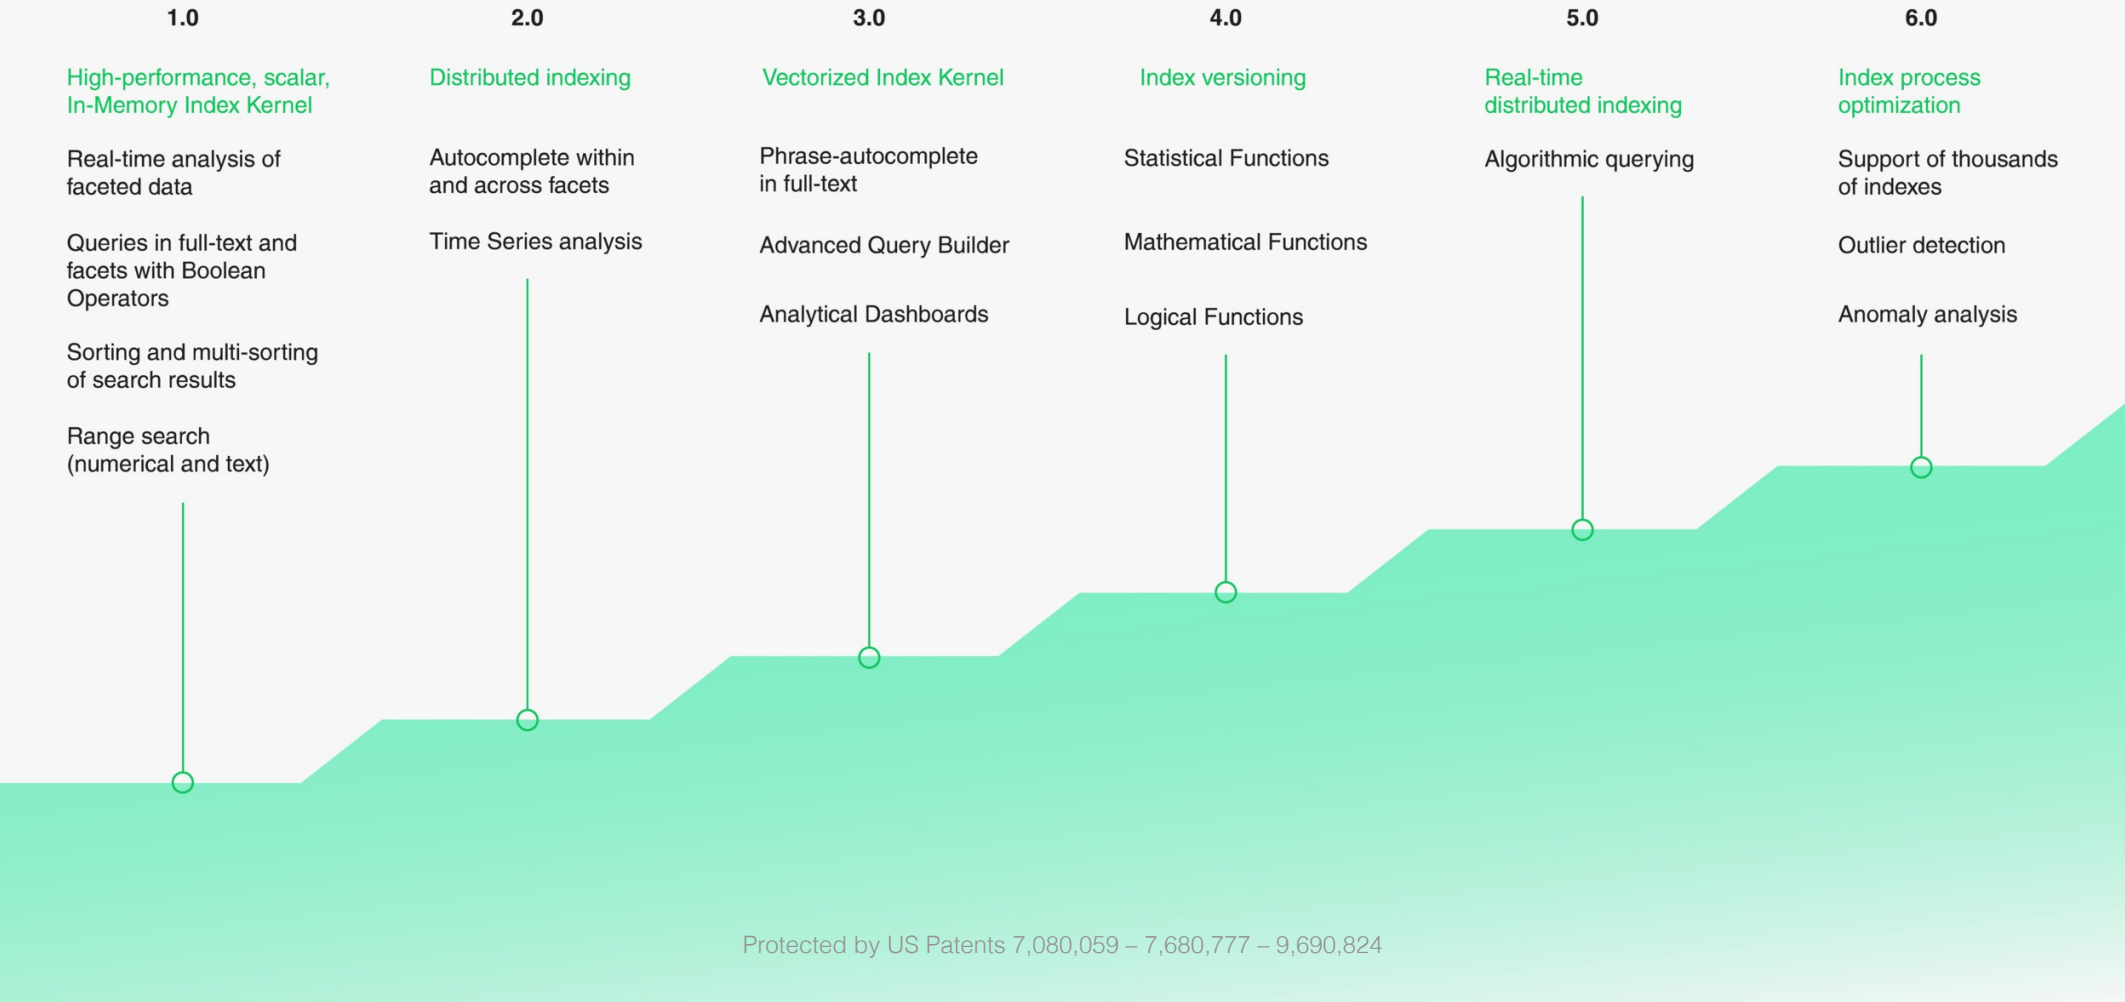 1.0
High-performance, scalar,
In-Memory Index Kernel
Real-time analysis of
faceted data
Queries in full-text and
facets with Boolean
Operators
Sorting and multi-sorting
of search results
Range search
(numerical and text)
2.0
Distributed indexing
Autocomplete within
and across facets
Time Series analysis
3.0
Vectorized Index Kernel
Phrase-autocomplete
in full-text
Advanced Query Builder
Analytical Dashboards
4.0
Index versioning
Statistical Functions
Mathematical Functions
Logical Functions
5.0
Real-time
distributed indexing
Algorithmic querying
6.0
Index process
optimization
Support of thousands
of indexes
Outlier detection
Anomaly analysis
Protected by US Patents 7,080,059 – 7,680,777 – 9,690,824